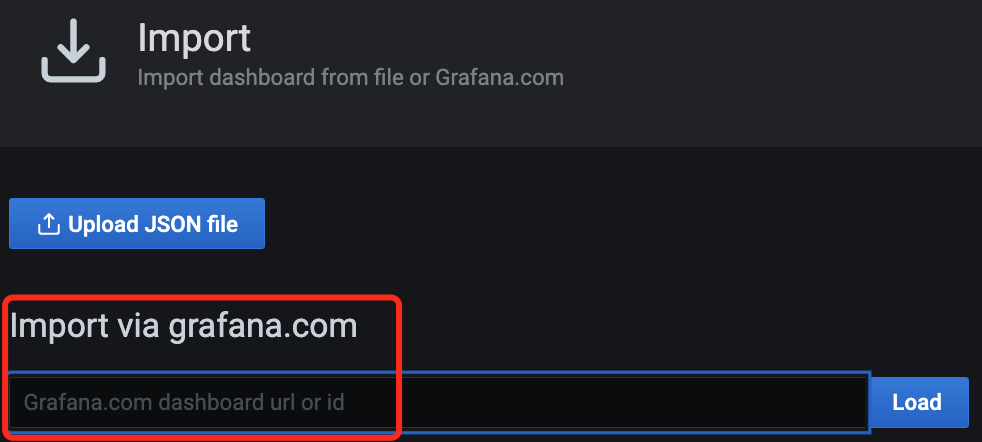 Import
Import dashboard from file or Grafana.com
Upload JSON file
Import via grafana.com
Grafana.com dashboard url or id
Load